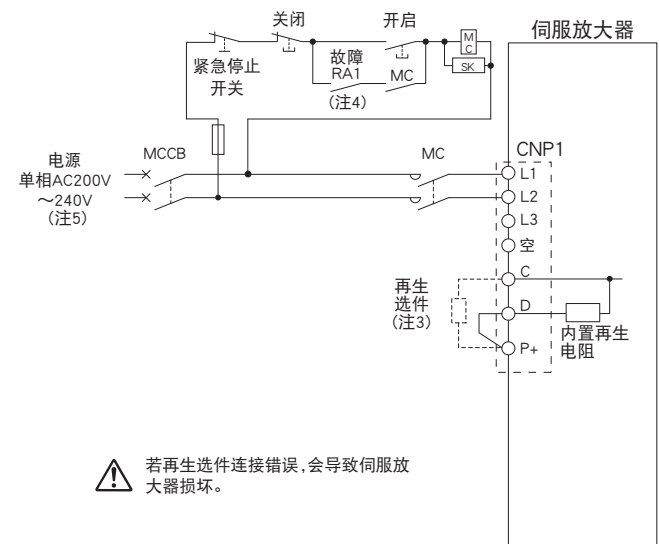 关闭
开启
伺服放大器
紧急停止
开关
故障
RA1
(注4)
MC
M
C
SK
电源
单相AC200V
～240V
(注5)
MCCB
MC
CNP1
L1
L2
L3
空
C
D
P+
再生
选件
(注3)
内置再生
电阻
若再生选件连接错误,会导致伺服放
大器损坏。